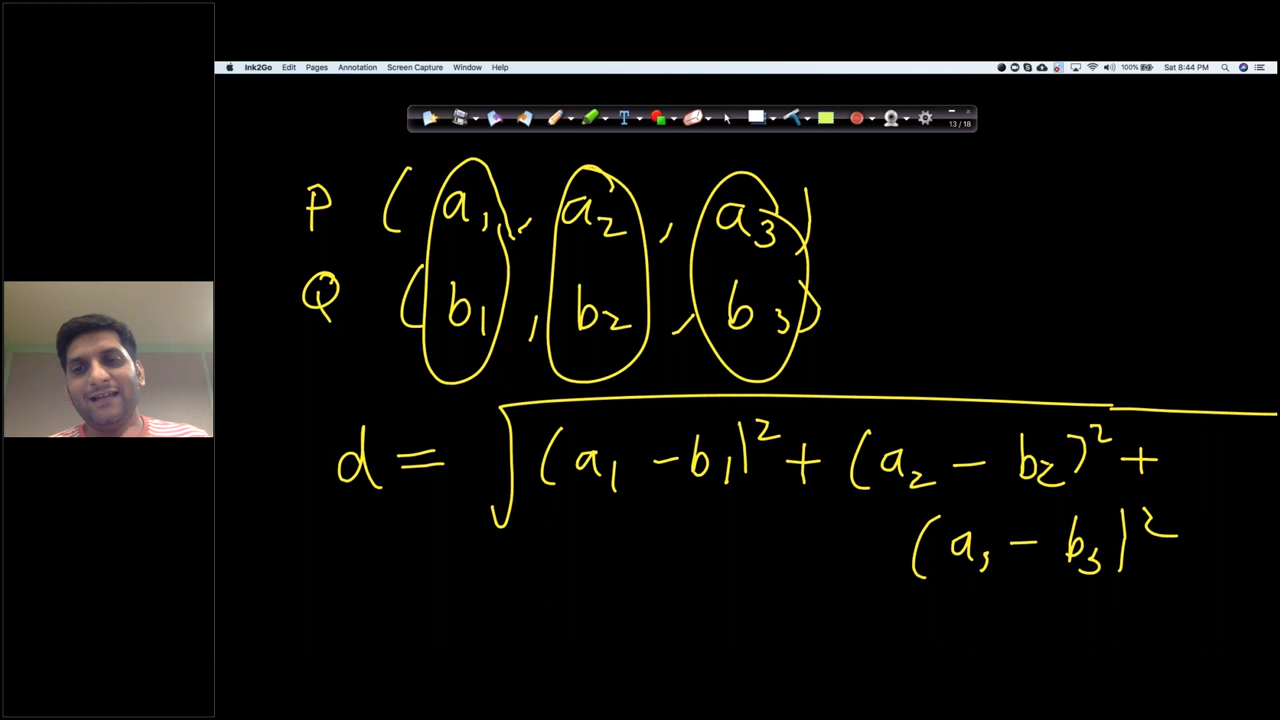 Ink2Go Edit Pages Annotation Screen Capture Window Help 100% Sat 8:44 PM
T 13 / 18
P ( a₁, a₂, a₃ )
Q ( b₁, b₂, b₃ )
d = √ (a₁ - b₁)² + (a₂ - b₂)² +
(a₃ - b₃)²